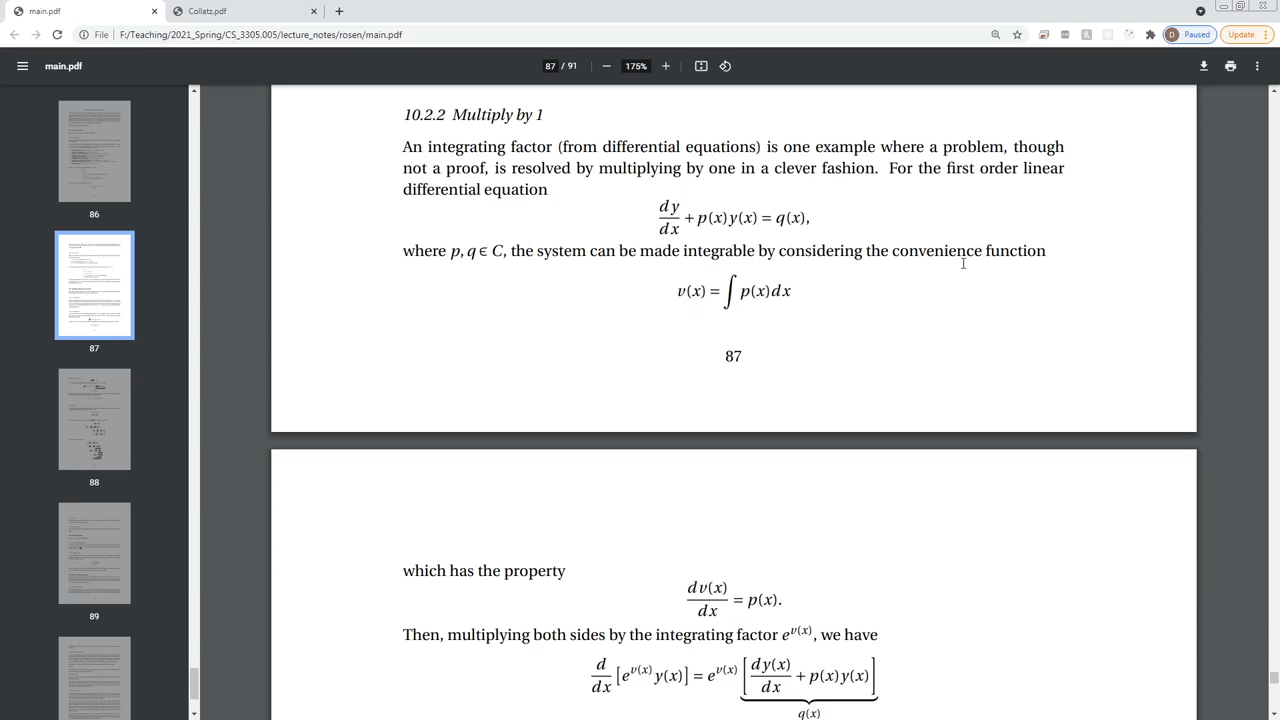 main.pdf
Collatz.pdf
File F:/Teaching/2021_Spring/CS_3305.005/lecture_notes/rosen/main.pdf
D Paused
Update
main.pdf
87 / 91
175%
86
87
88
89
10.2.2 Multiply by 1
An integrating factor (from differential equations) is one example where a problem, though
not a proof, is resolved by multiplying by one in a clever fashion. For the first order linear
differential equation
dy/dx + p(x)y(x) = q(x),
where p, q ∈ C, the system can be made integrable by considering the convenience function
υ(x) = ∫ p(x)dx
87
which has the property
dυ(x)/dx = p(x).
Then, multiplying both sides by the integrating factor e^υ(x), we have
d/dx [e^υ(x) y(x)] = e^υ(x) [dy(x)/dx + p(x)y(x)]
q(x)